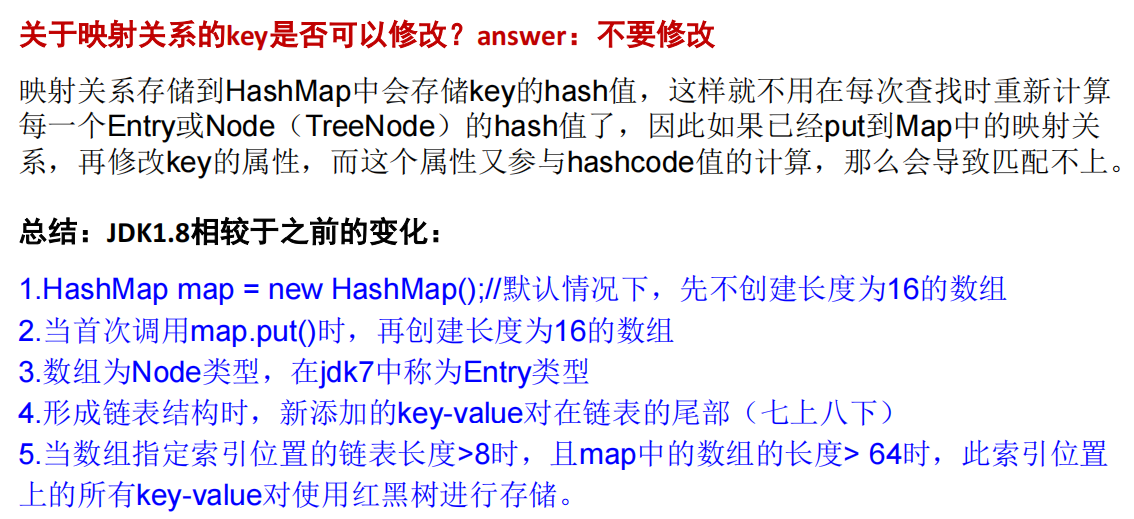 关于映射关系的key是否可以修改？answer：不要修改
映射关系存储到HashMap中会存储key的hash值，这样就不用在每次查找时重新计算
每一个Entry或Node（TreeNode）的hash值了，因此如果已经put到Map中的映射关
系，再修改key的属性，而这个属性又参与hashcode值的计算，那么会导致匹配不上。
总结：JDK1.8相较于之前的变化：
1.HashMap map = new HashMap();//默认情况下，先不创建长度为16的数组
2.当首次调用map.put()时，再创建长度为16的数组
3.数组为Node类型，在jdk7中称为Entry类型
4.形成链表结构时，新添加的key-value对在链表的尾部（七上八下）
5.当数组指定索引位置的链表长度>8时，且map中的数组的长度> 64时，此索引位置
上的所有key-value对使用红黑树进行存储。